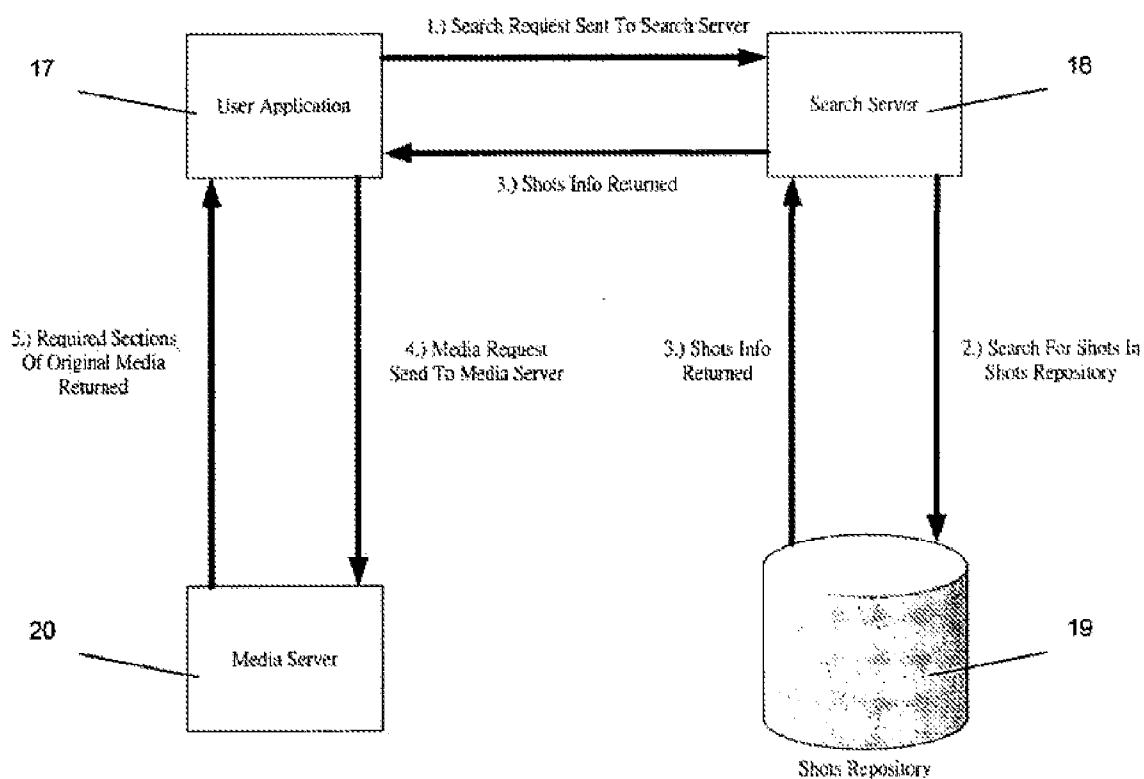 1.) Search Request Sent To Search Server
17
18
User Application
Search Server
3.) Shots Info Returned
5.) Required Sections
Of Original Media
Returned
4.) Media Request
Send To Media Server
3.) Shots Info
Returned
2.) Search For Shots In
Shots Repository
20
19
Media Server
Shots Repository